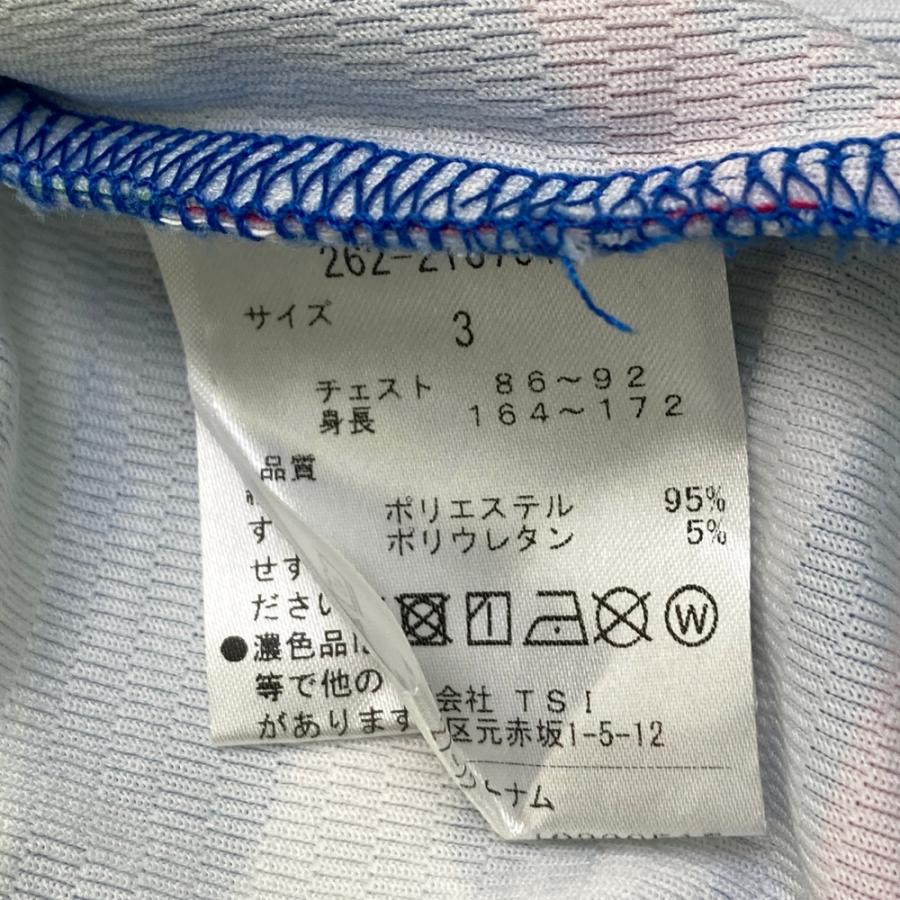 サイズ 3
チェスト 86～92
身長 164～172
品質
ポリエステル 95%
ポリウレタン 5%
す
せす
ださい
W
●濃色品は
等で他の
があります
会社 TSI
区元赤坂1-5-12
ナム